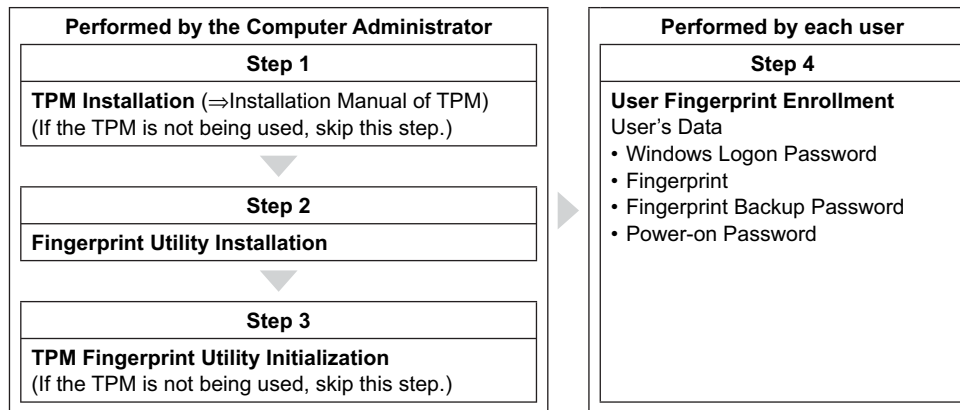 Performed by the Computer Administrator
Step 1
TPM Installation (⇒Installation Manual of TPM)
(If the TPM is not being used, skip this step.)
Step 2
Fingerprint Utility Installation
Step 3
TPM Fingerprint Utility Initialization
(If the TPM is not being used, skip this step.)
Performed by each user
Step 4
User Fingerprint Enrollment
User's Data
• Windows Logon Password
• Fingerprint
• Fingerprint Backup Password
• Power-on Password